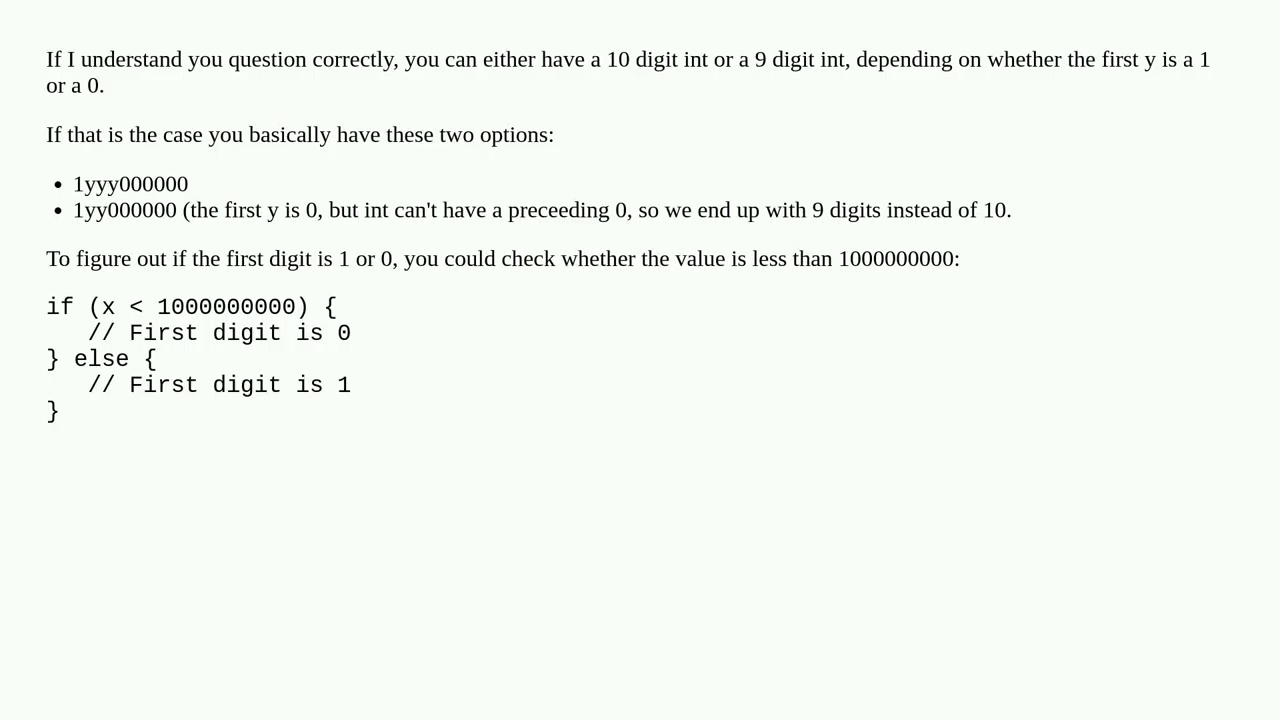 If I understand you question correctly, you can either have a 10 digit int or a 9 digit int, depending on whether the first y is a 1
or a 0.
If that is the case you basically have these two options:
• 1yyy000000
• 1yy000000 (the first y is 0, but int can't have a preceeding 0, so we end up with 9 digits instead of 10.
To figure out if the first digit is 1 or 0, you could check whether the value is less than 1000000000:
if (x < 1000000000) {
   // First digit is 0
} else {
   // First digit is 1
}